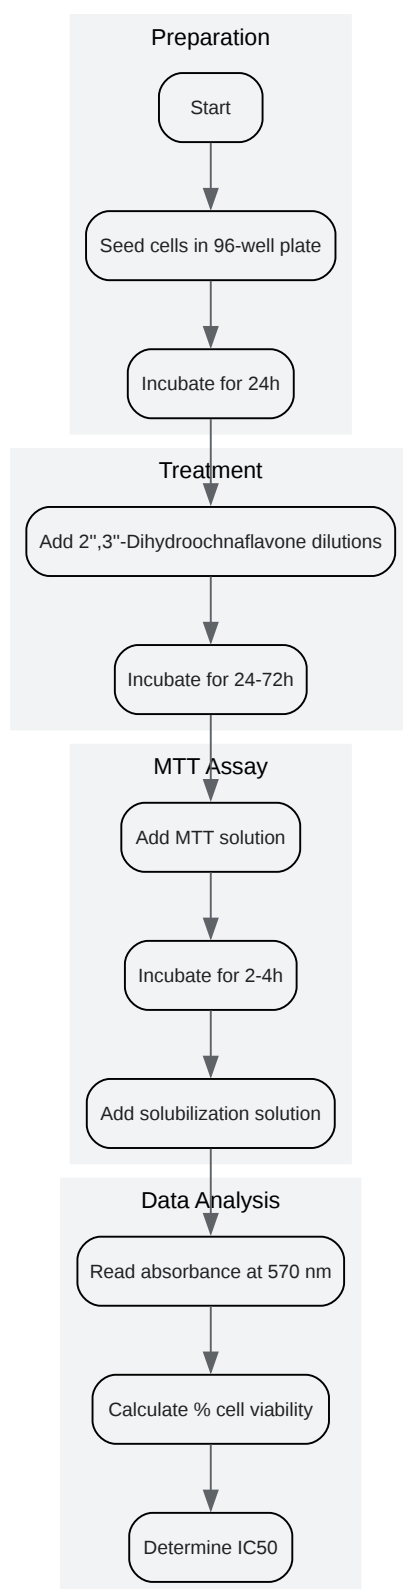 Preparation
Start
Seed cells in 96-well plate
Incubate for 24h
Treatment
Add 2'',3''-Dihydroochnaflavone dilutions
Incubate for 24-72h
MTT Assay
Add MTT solution
Incubate for 2-4h
Add solubilization solution
Data Analysis
Read absorbance at 570 nm
Calculate % cell viability
Determine IC50